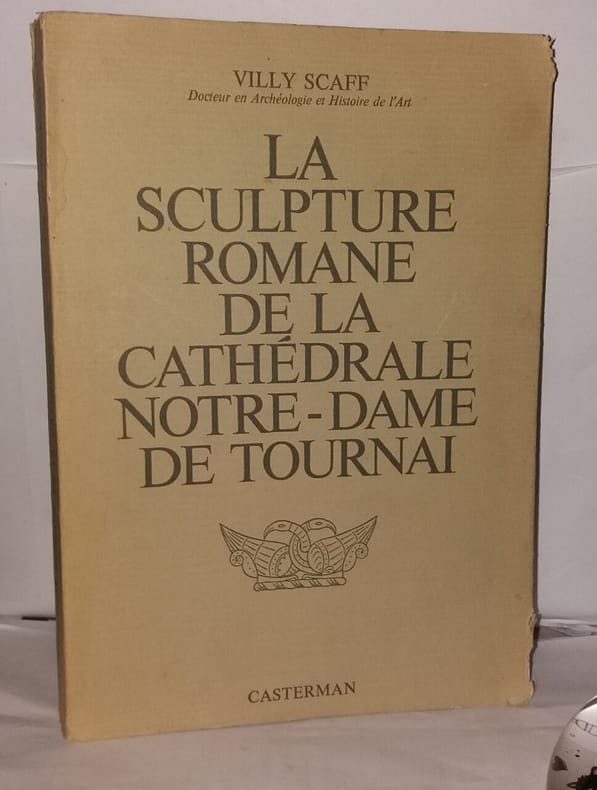 VILLY SCAFF
Docteur en Archéologie et Histoire de l'Art
LA
SCULPTURE
ROMANE
DE LA
CATHÉDRALE
NOTRE-DAME
DE TOURNAI
CASTERMAN